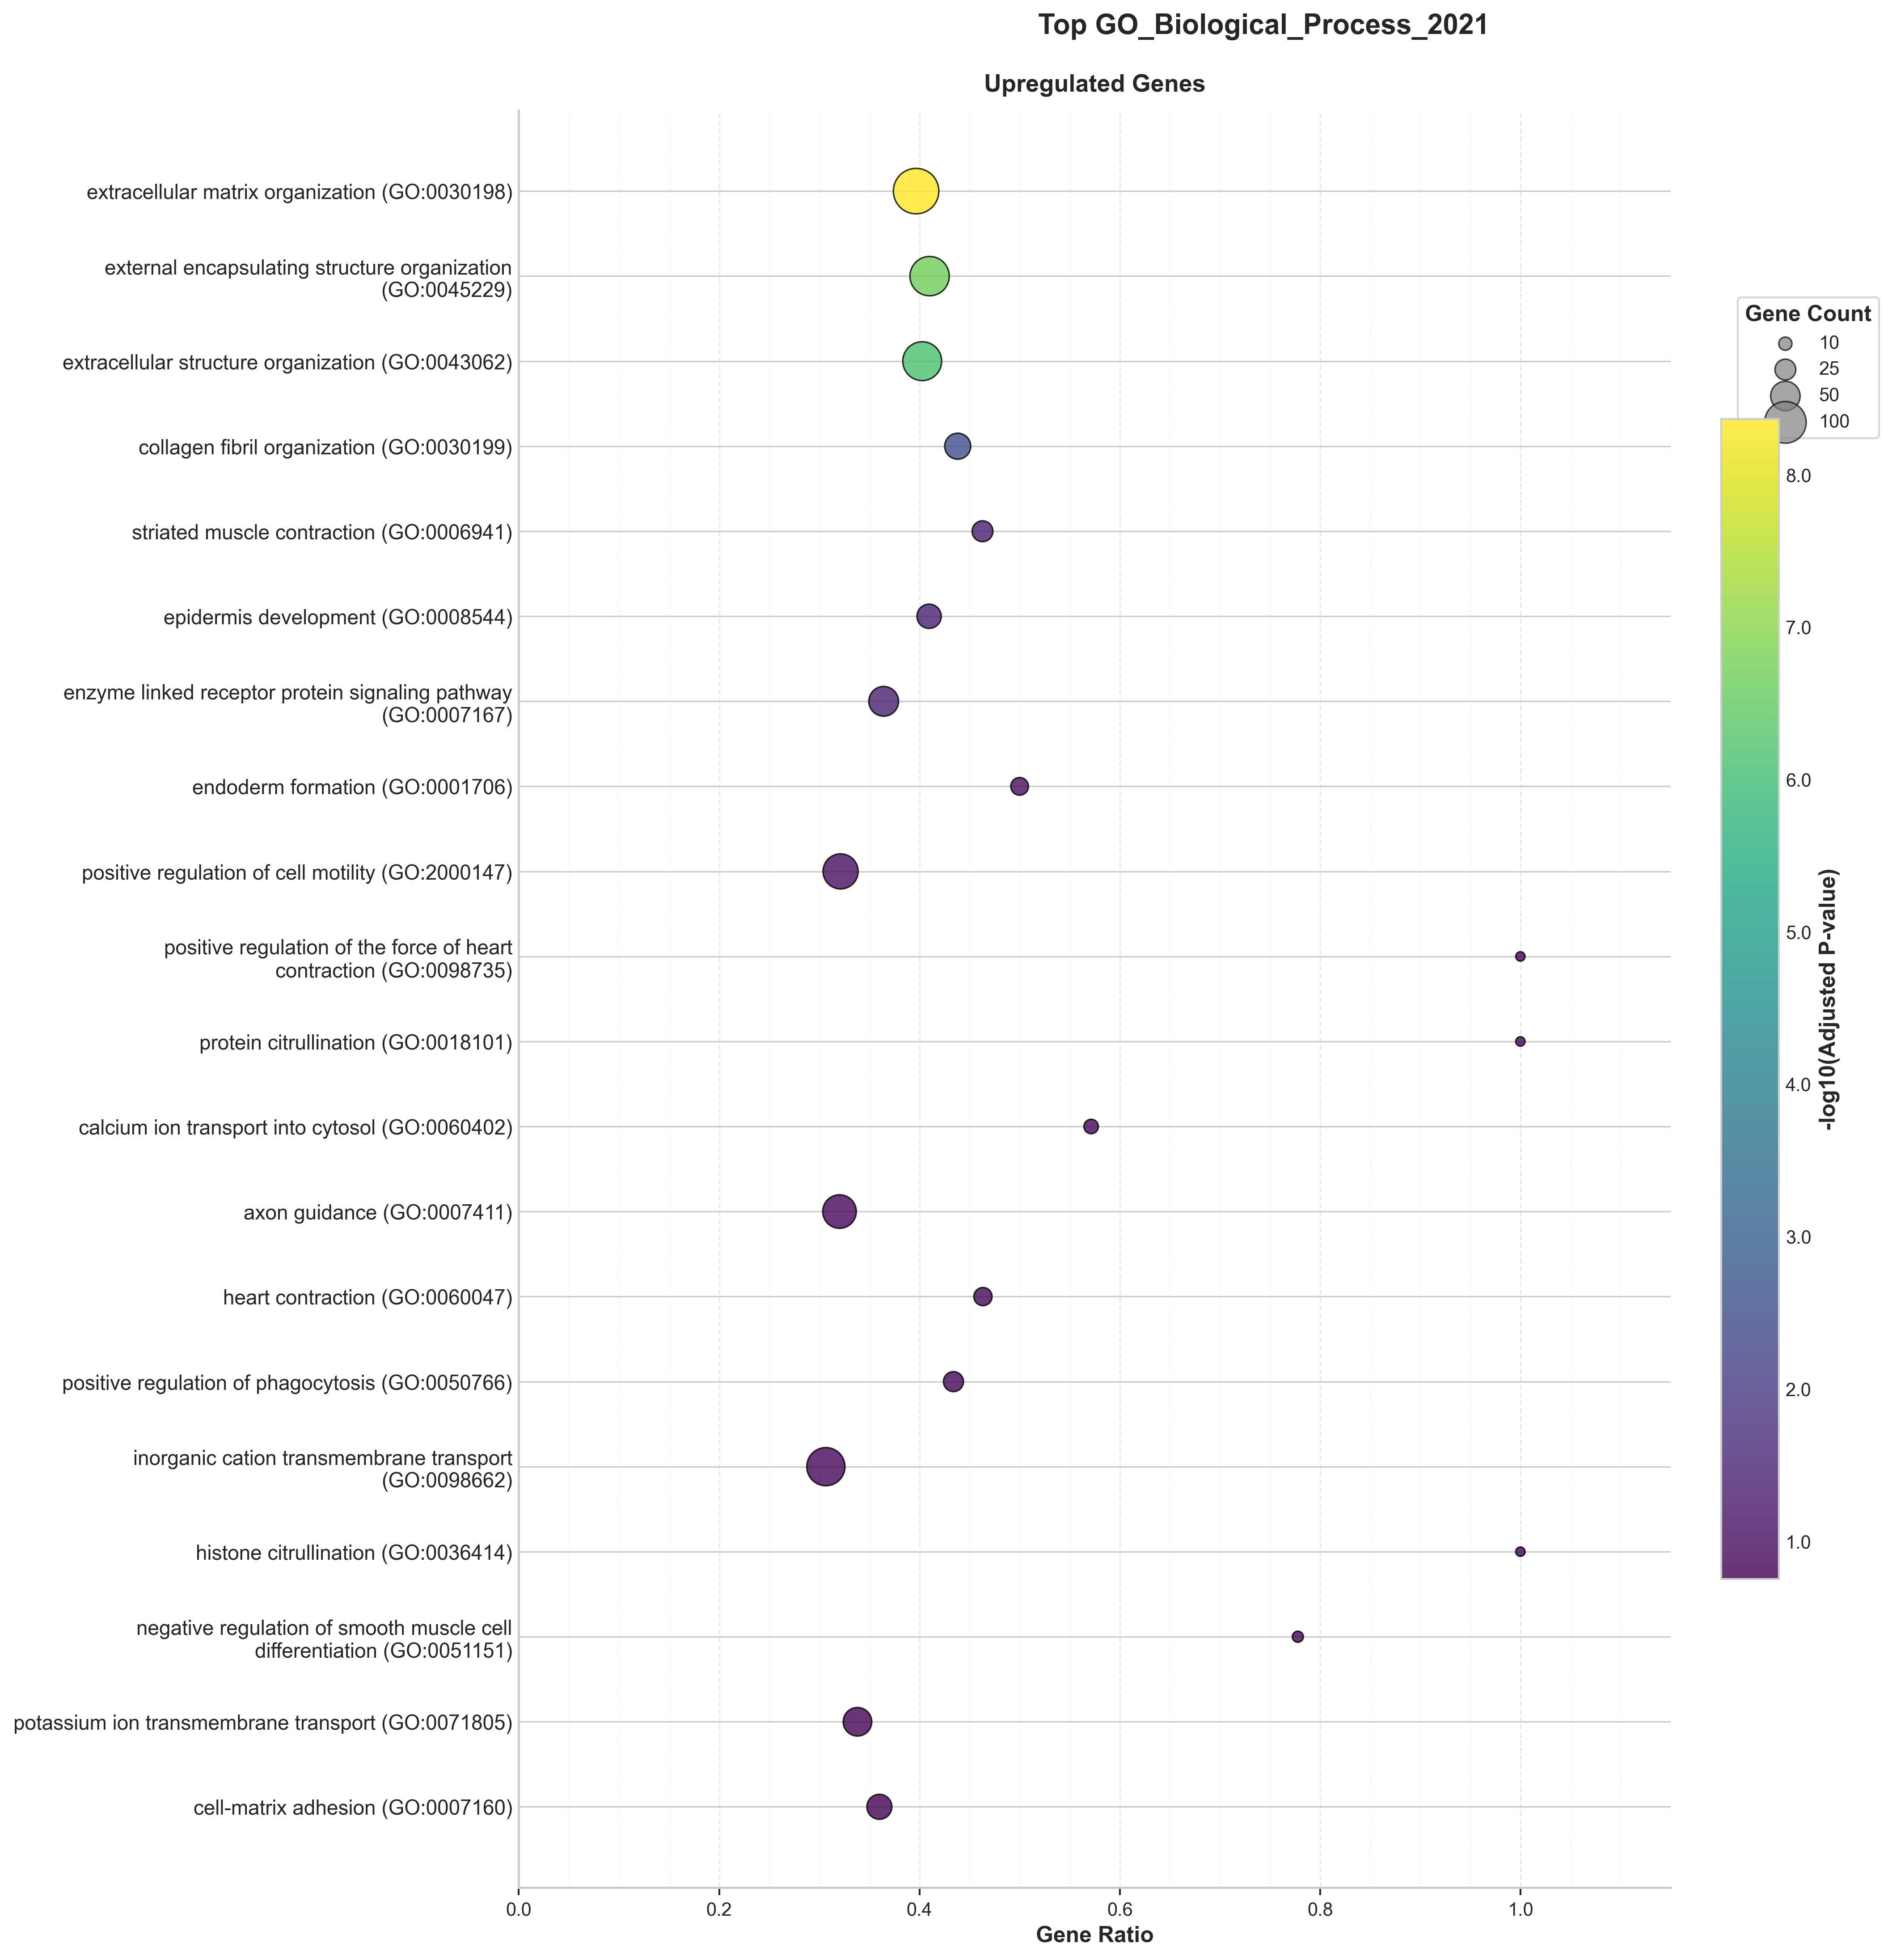 Top GO_Biological_Process_2021
Upregulated Genes
extracellular matrix organization (GO:0030198)
external encapsulating structure organization
(GO:0045229)
extracellular structure organization (GO:0043062)
collagen fibril organization (GO:0030199)
striated muscle contraction (GO:0006941)
epidermis development (GO:0008544)
enzyme linked receptor protein signaling pathway
(GO:0007167)
endoderm formation (GO:0001706)
positive regulation of cell motility (GO:2000147)
positive regulation of the force of heart
contraction (GO:0098735)
protein citrullination (GO:0018101)
calcium ion transport into cytosol (GO:0060402)
axon guidance (GO:0007411)
heart contraction (GO:0060047)
positive regulation of phagocytosis (GO:0050766)
inorganic cation transmembrane transport
(GO:0098662)
histone citrullination (GO:0036414)
negative regulation of smooth muscle cell
differentiation (GO:0051151)
potassium ion transmembrane transport (GO:0071805)
cell-matrix adhesion (GO:0007160)
0.0 0.2 0.4 0.6 0.8 1.0
Gene Ratio
Gene Count
10
25
50
100
8.0
7.0
6.0
5.0
4.0
3.0
2.0
1.0
-log10(Adjusted P-value)